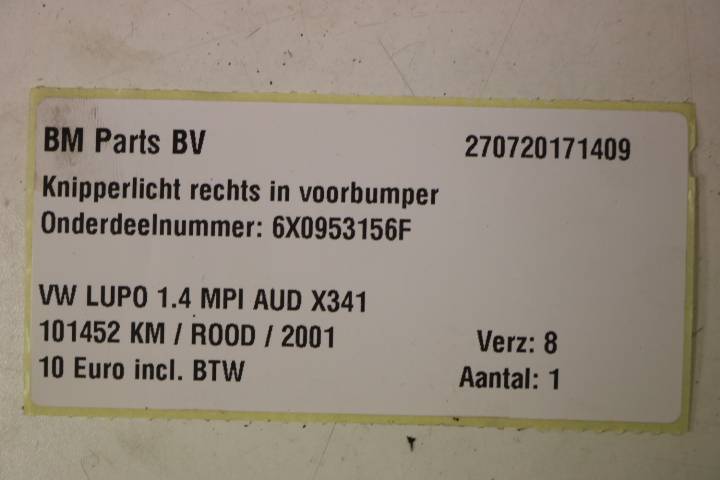 BM Parts BV 270720171409
Knipperlicht rechts in voorbumper
Onderdeelnummer: 6X0953156F
VW LUPO 1.4 MPI AUD X341
101452 KM / ROOD / 2001 Verz: 8
10 Euro incl. BTW Aantal: 1